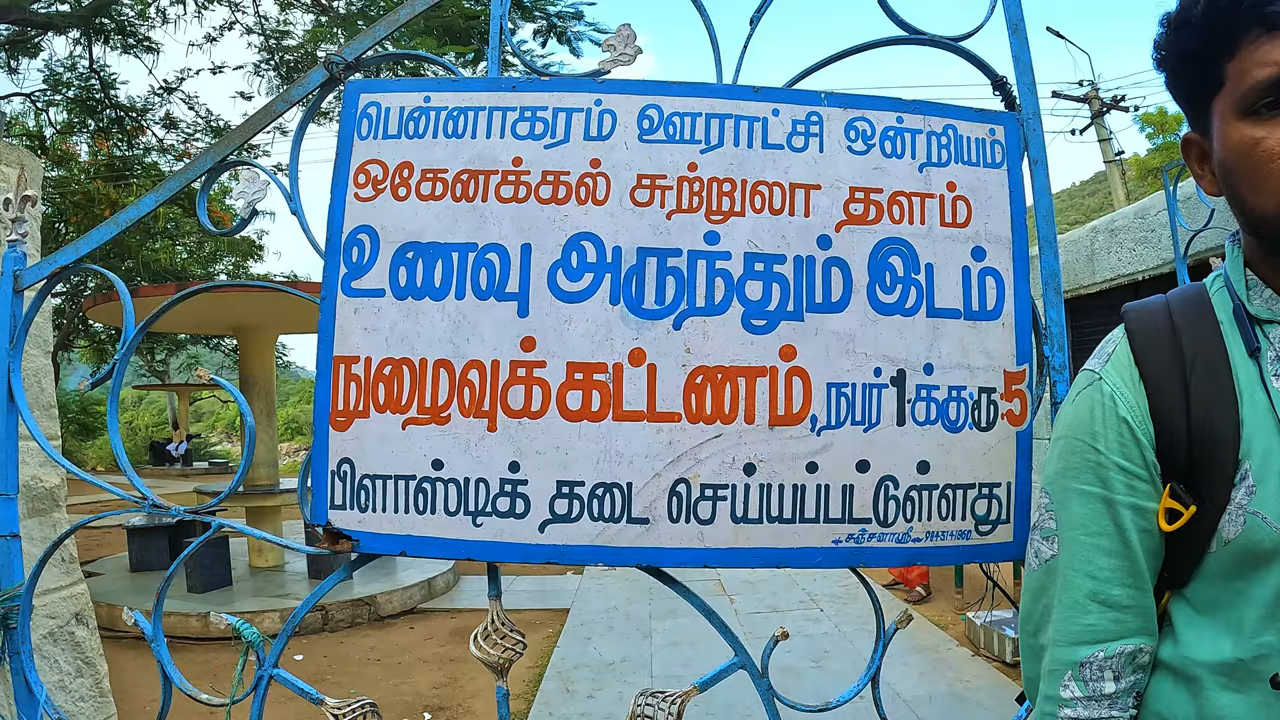 பென்னாகரம் ஊராட்சி ஒன்றியம்
ஒகேனக்கல் சுற்றுலா தளம்
உணவு அருந்தும் இடம்
நுழைவுக்கட்டணம், நபர் 1க்கு ரூ 5
பிளாஸ்டிக் தடை செய்யப்பட்டுள்ளது